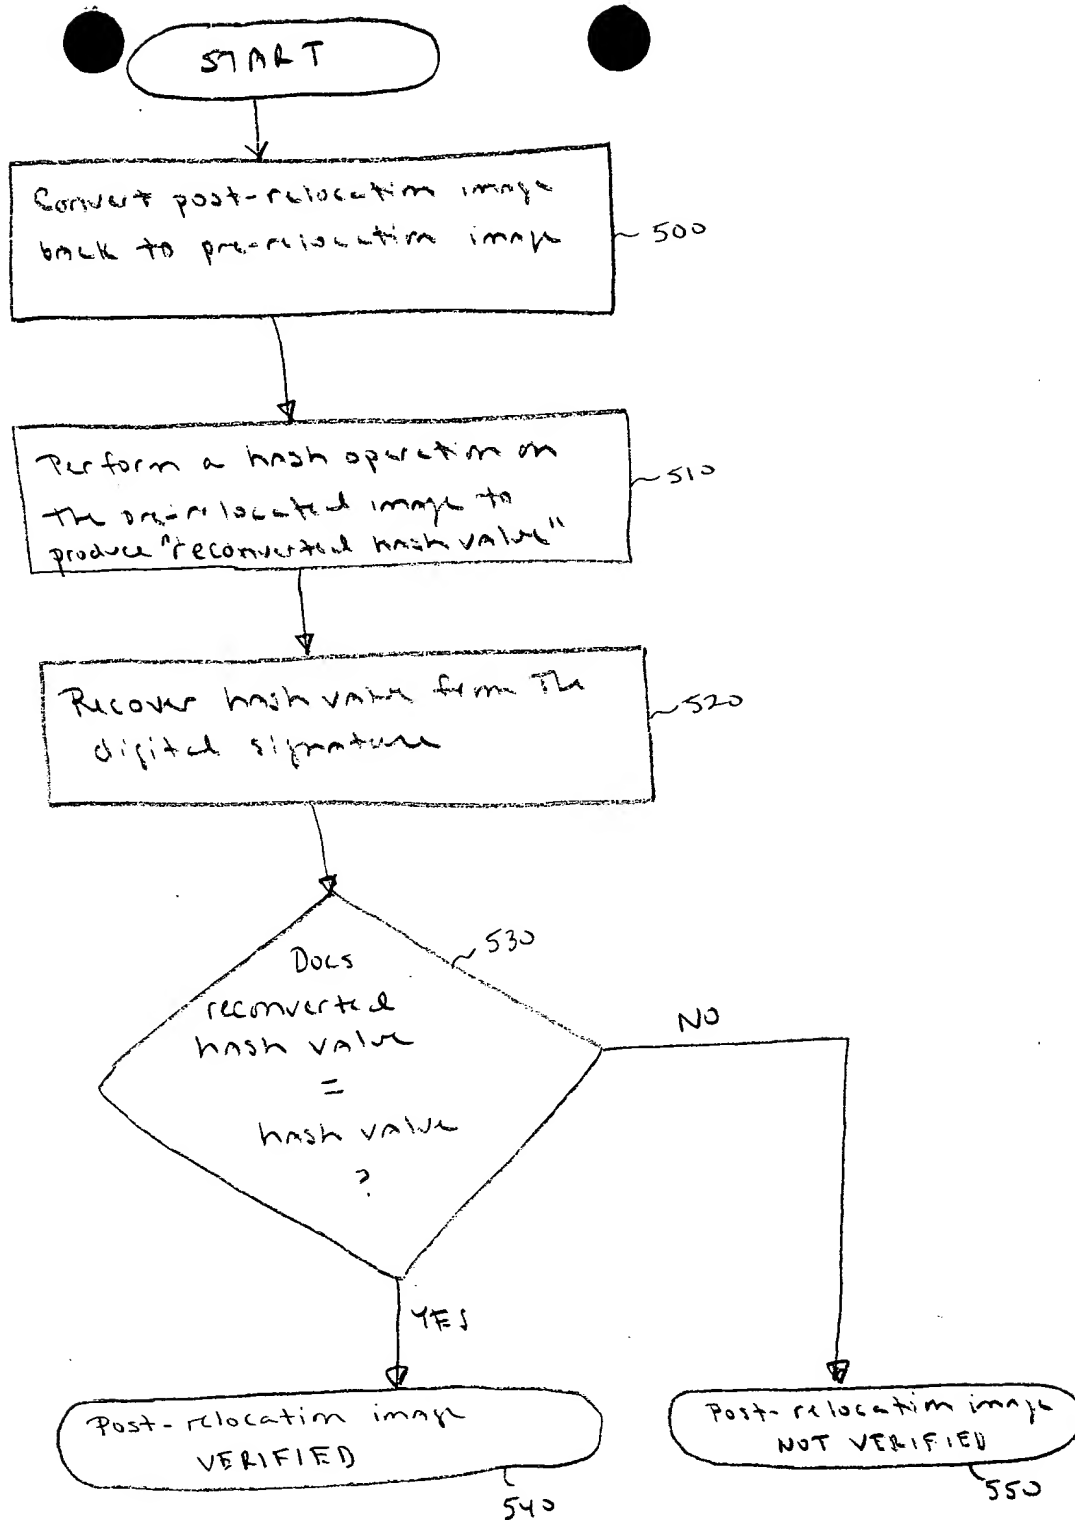 START
Convert post-relocation image
back to pre-relocation image
500
Perform a hash operation on
the pre-relocated image to
produce "reconverted hash value"
510
Recover hash value from the
digital signature
520
Does
reconverted
hash value
=
hash value
?
530
NO
YES
Post-relocation image
VERIFIED
540
Post-relocation image
NOT VERIFIED
550